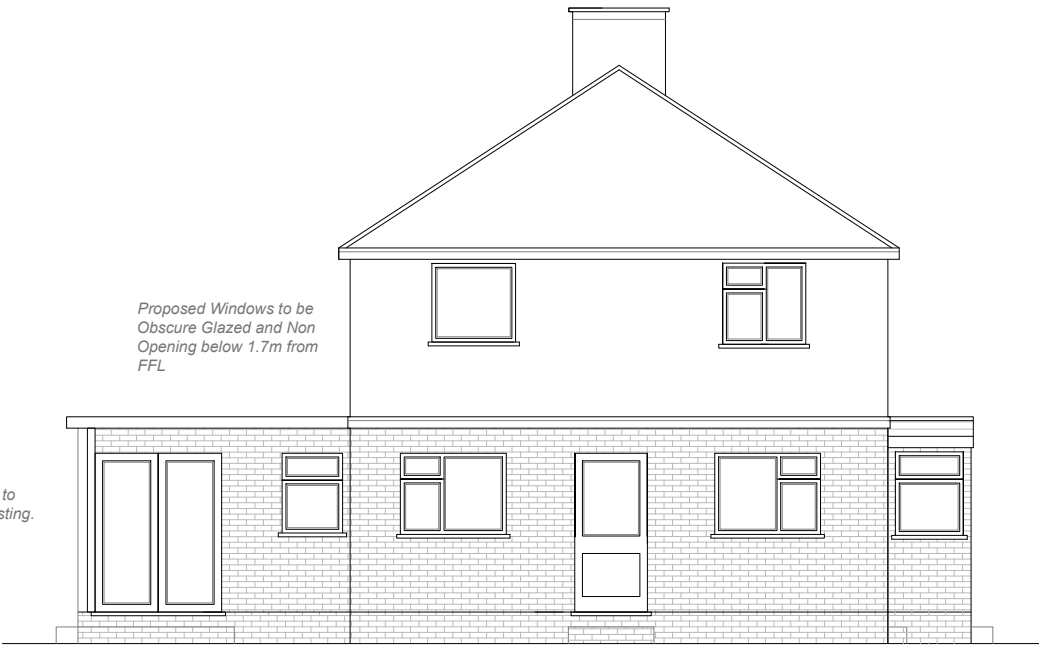 Proposed Windows to be
Obscure Glazed and Non
Opening below 1.7m from
FFL
to
sting.